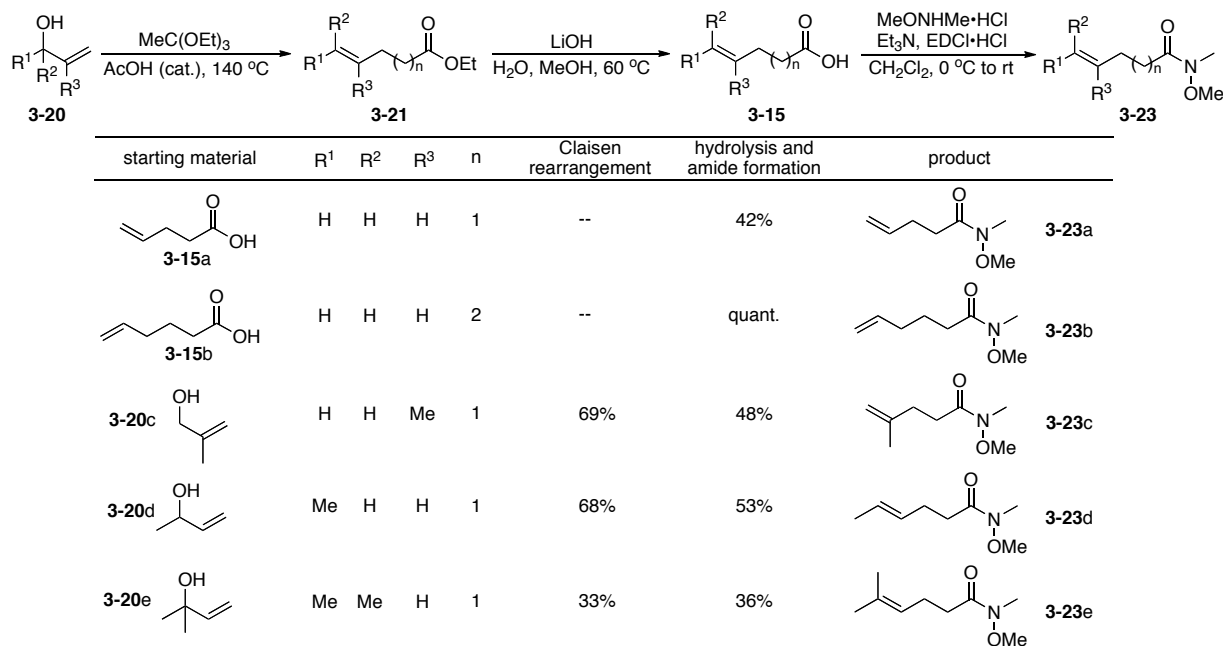 OH
R1
R2
R3
3-20
MeC(OEt)3
AcOH (cat.), 140 ºC
R2
R1
R3
( )n
O
OEt
3-21
LiOH
H2O, MeOH, 60 ºC
R2
R1
R3
( )n
O
OH
3-15
MeONHMe•HCl
Et3N, EDCI•HCl
CH2Cl2, 0 ºC to rt
R2
R1
R3
( )n
O
N
OMe
3-23
starting material R1 R2 R3 n Claisen rearrangement hydrolysis and amide formation product
O
OH
3-15a
H H H 1 -- 42%
O
N
OMe
3-23a
O
OH
3-15b
H H H 2 -- quant.
O
N
OMe
3-23b
OH
3-20c
H H Me 1 69% 48%
O
N
OMe
3-23c
OH
3-20d
Me H H 1 68% 53%
O
N
OMe
3-23d
OH
3-20e
Me Me H 1 33% 36%
O
N
OMe
3-23e